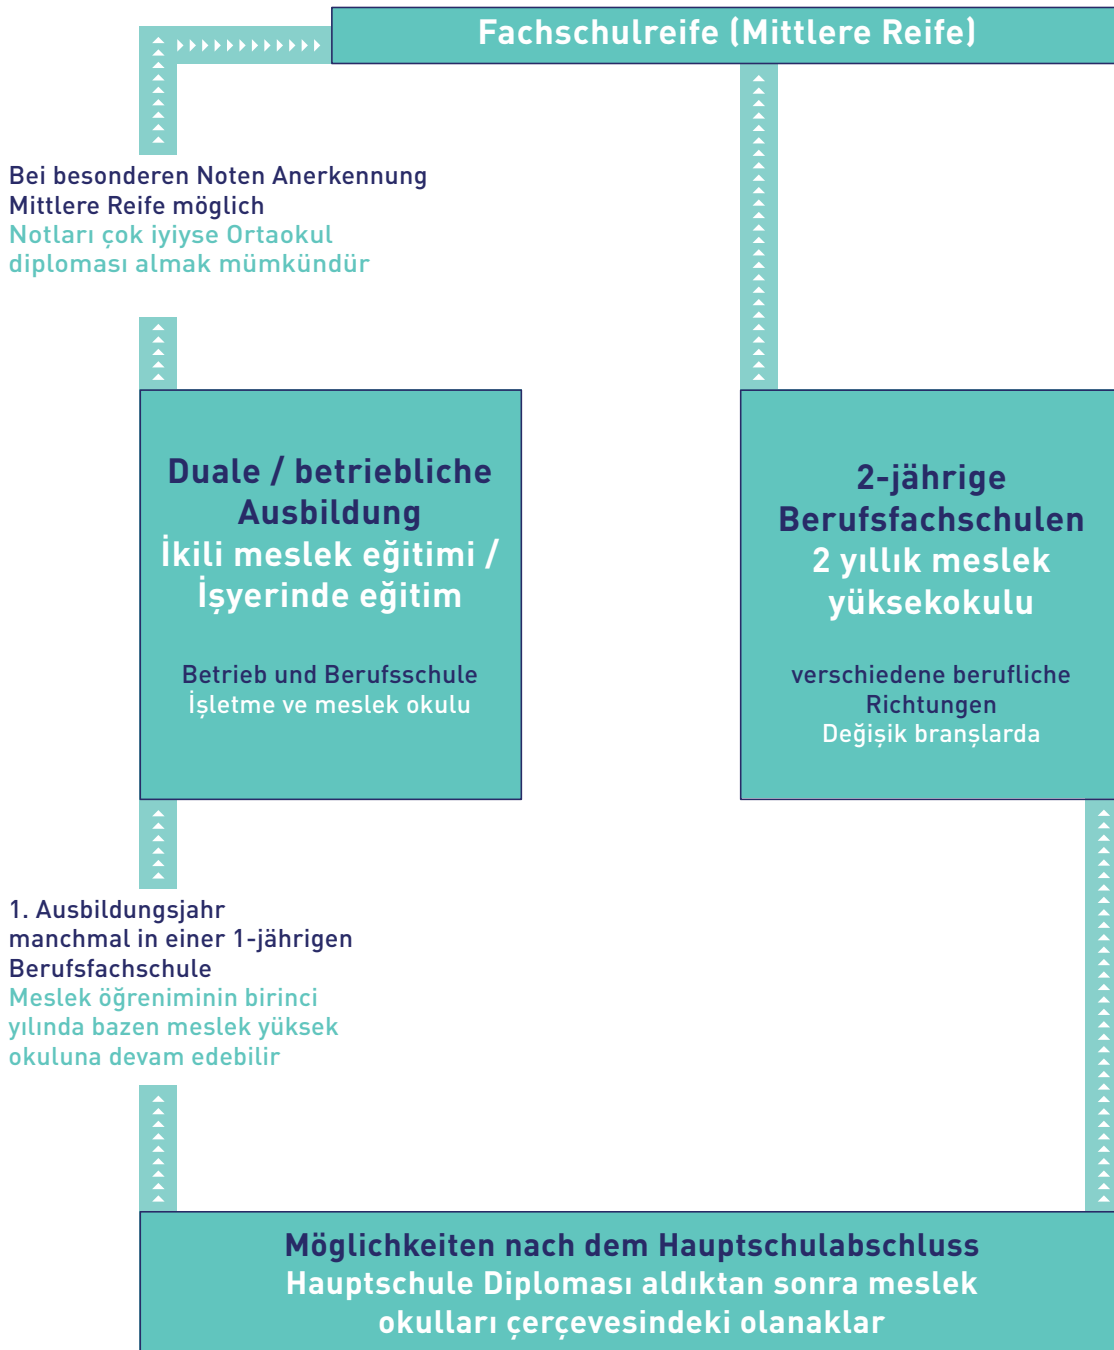 Fachschulreife (Mittlere Reife)
Bei besonderen Noten Anerkennung
Mittlere Reife möglich
Notları çok iyiyse Ortaokul
diploması almak mümkündür
Duale / betriebliche
Ausbildung
İkili meslek eğitimi /
İşyerinde eğitim
Betrieb und Berufsschule
İşletme ve meslek okulu
2-jährige
Berufsfachschulen
2 yıllık meslek
yüksekokulu
verschiedene berufliche
Richtungen
Değişik branşlarda
1. Ausbildungsjahr
manchmal in einer 1-jährigen
Berufsfachschule
Meslek öğreniminin birinci
yılında bazen meslek yüksek
okuluna devam edebilir
Möglichkeiten nach dem Hauptschulabschluss
Hauptschule Diploması aldıktan sonra meslek
okulları çerçevesindeki olanaklar